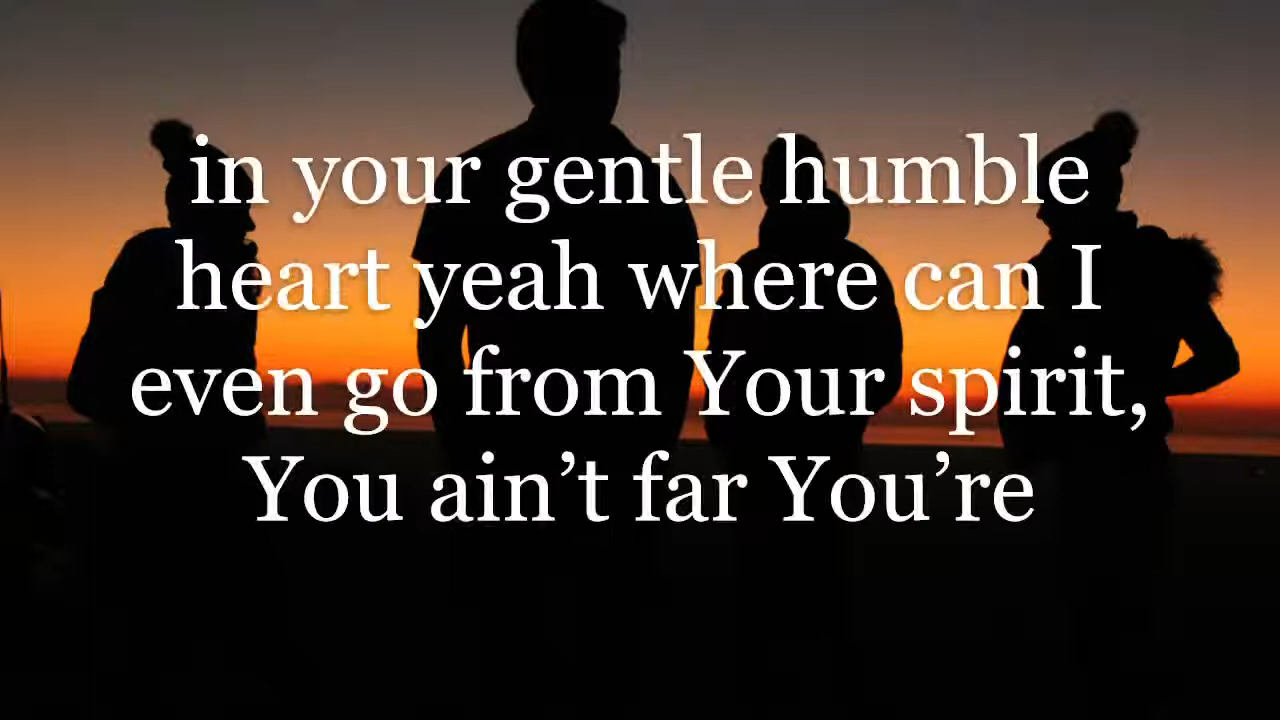 in your gentle humble
heart yeah where can I
even go from Your spirit,
You ain’t far You’re